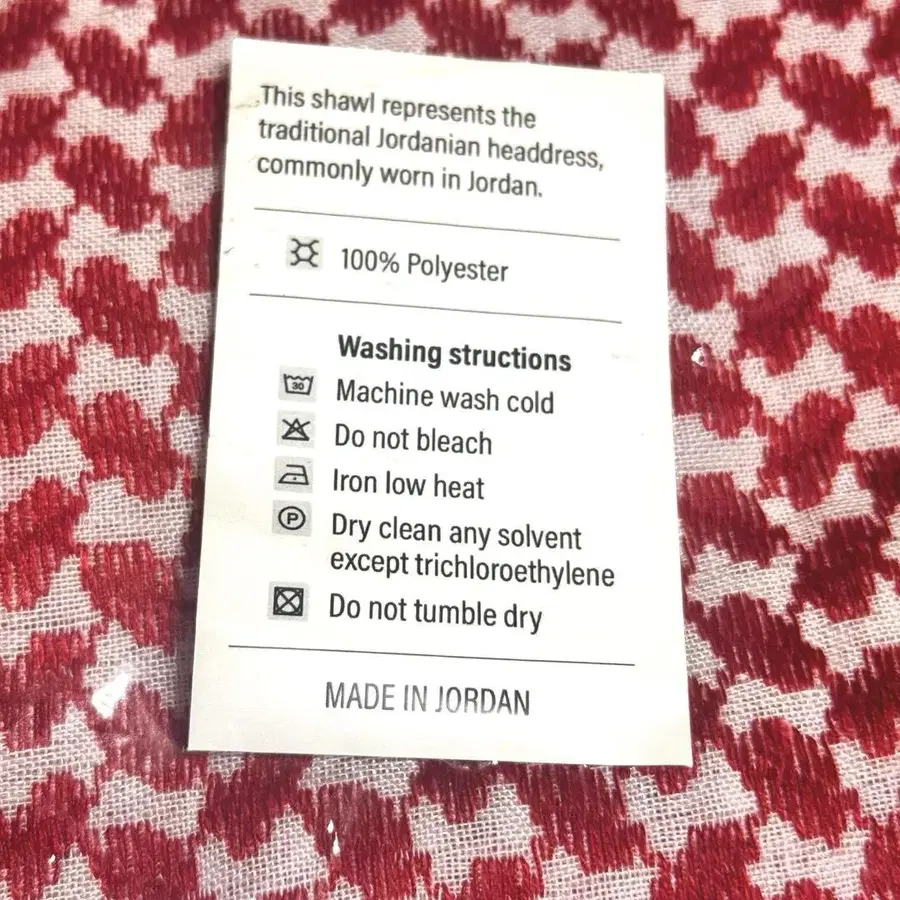 This shawl represents the
traditional Jordanian headdress,
commonly worn in Jordan.
100% Polyester
Washing structions
30
Machine wash cold
Do not bleach
Iron low heat
P
Dry clean any solvent
except trichloroethylene
Do not tumble dry
MADE IN JORDAN